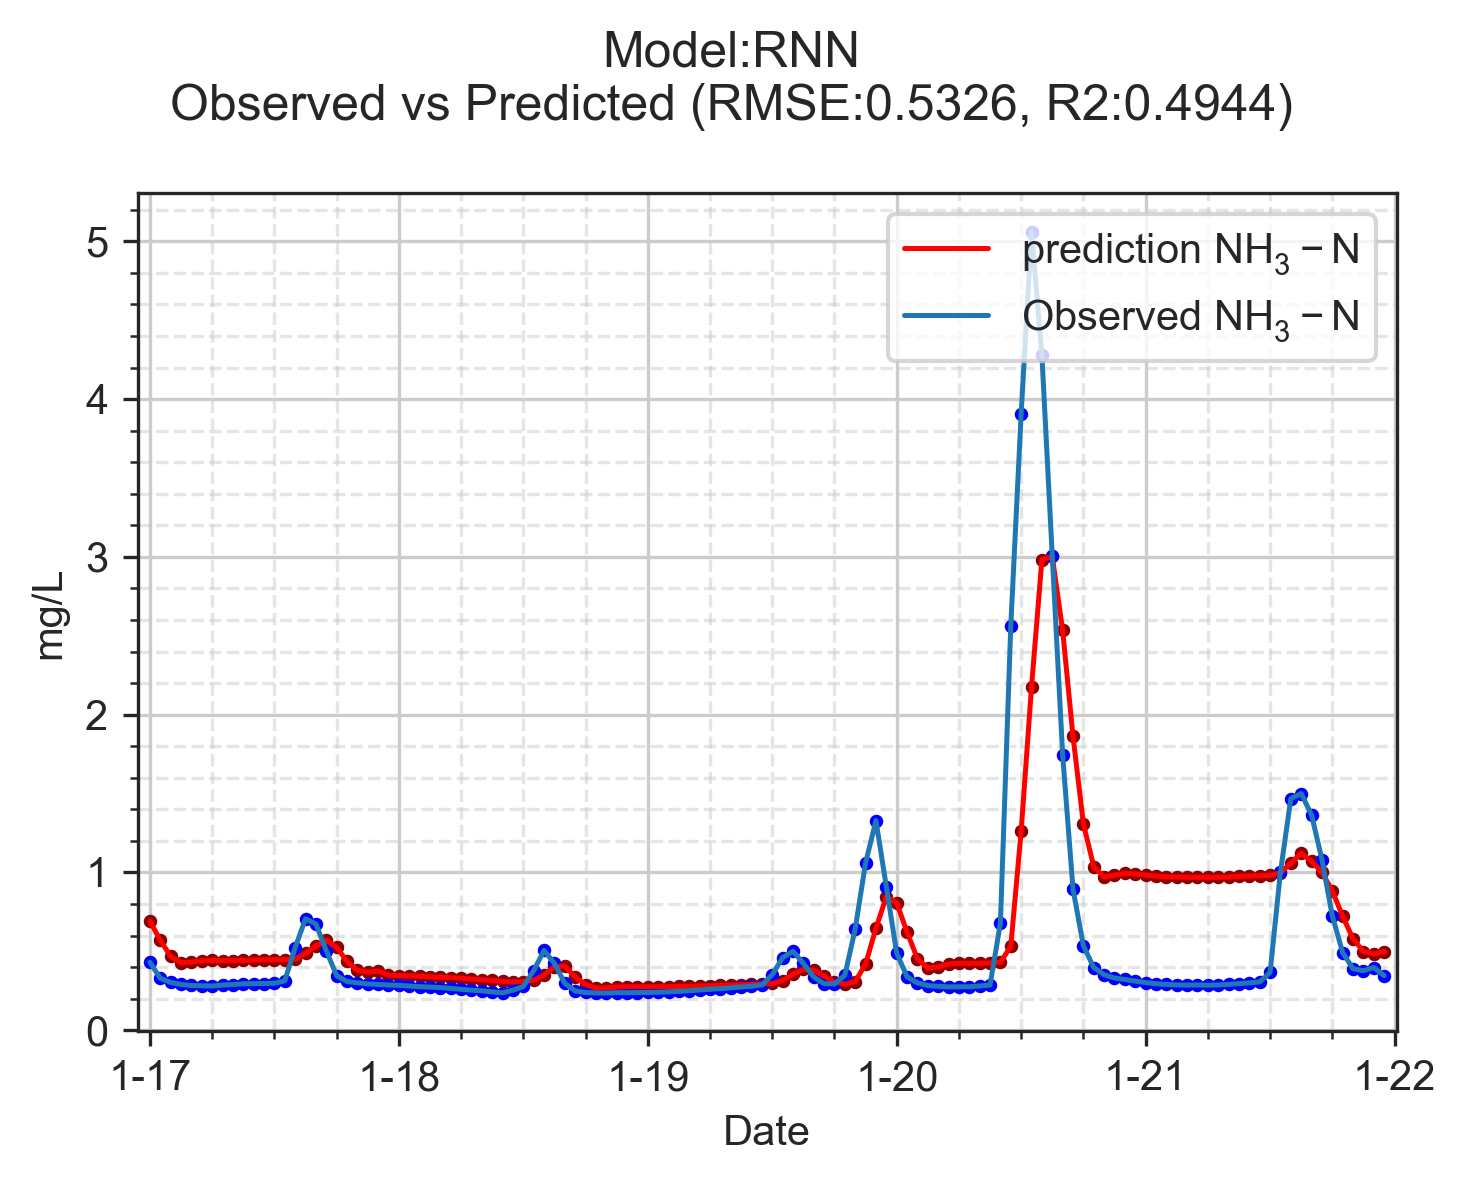 Model:RNN
Observed vs Predicted (RMSE:0.5326, R2:0.4944)
prediction NH₃ − N
Observed NH₃ − N
5
4
3
2
1
0
mg/L
1-17 1-18 1-19 1-20 1-21 1-22
Date